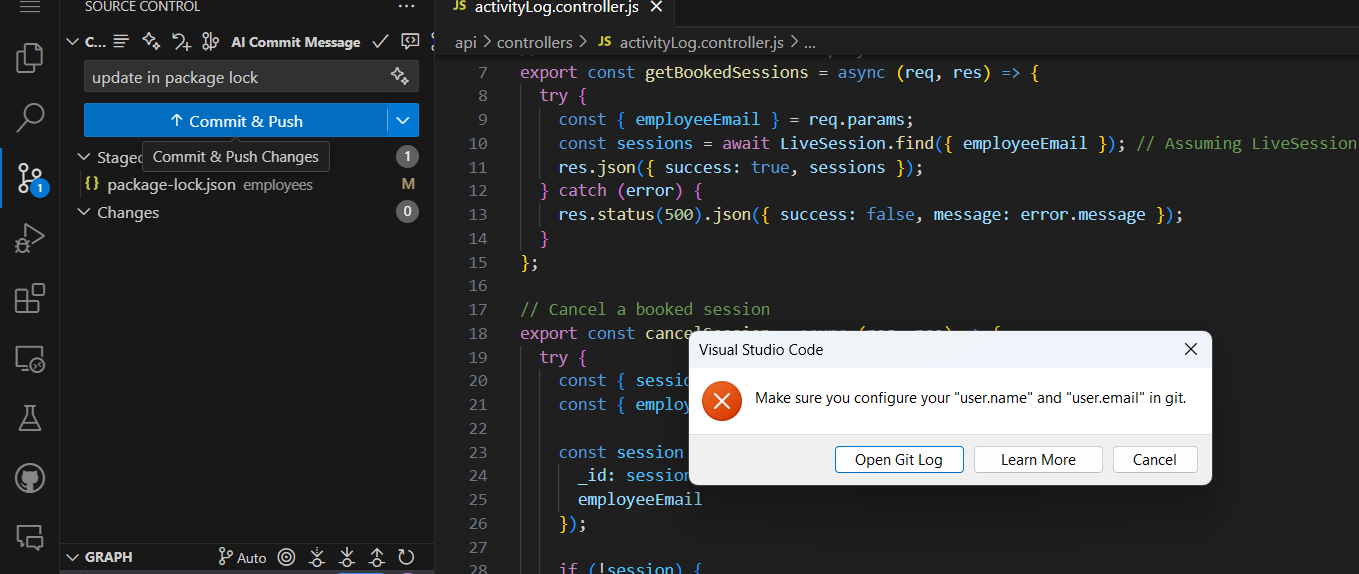 SOURCE CONTROL
C... AI Commit Message
update in package lock
Commit & Push
Commit & Push Changes
Staged 1
{} package-lock.json employees M
Changes 0
1
GRAPH Auto
JS activityLog.controller.js
api > controllers > JS activityLog.controller.js > ...
7 export const getBookedSessions = async (req, res) => {
8 try {
9 const { employeeEmail } = req.params;
10 const sessions = await LiveSession.find({ employeeEmail }); // Assuming LiveSession
11 res.json({ success: true, sessions });
12 } catch (error) {
13 res.status(500).json({ success: false, message: error.message });
14 }
15 };
16
17 // Cancel a booked session
18 export const cancelSession = async (req, res) => {
19 try {
20 const { sessio
21 const { employ
22
23 const session
24 _id: session
25 employeeEmail
26 });
27
28 if (!session) {
Visual Studio Code
Make sure you configure your "user.name" and "user.email" in git.
Open Git Log
Learn More
Cancel